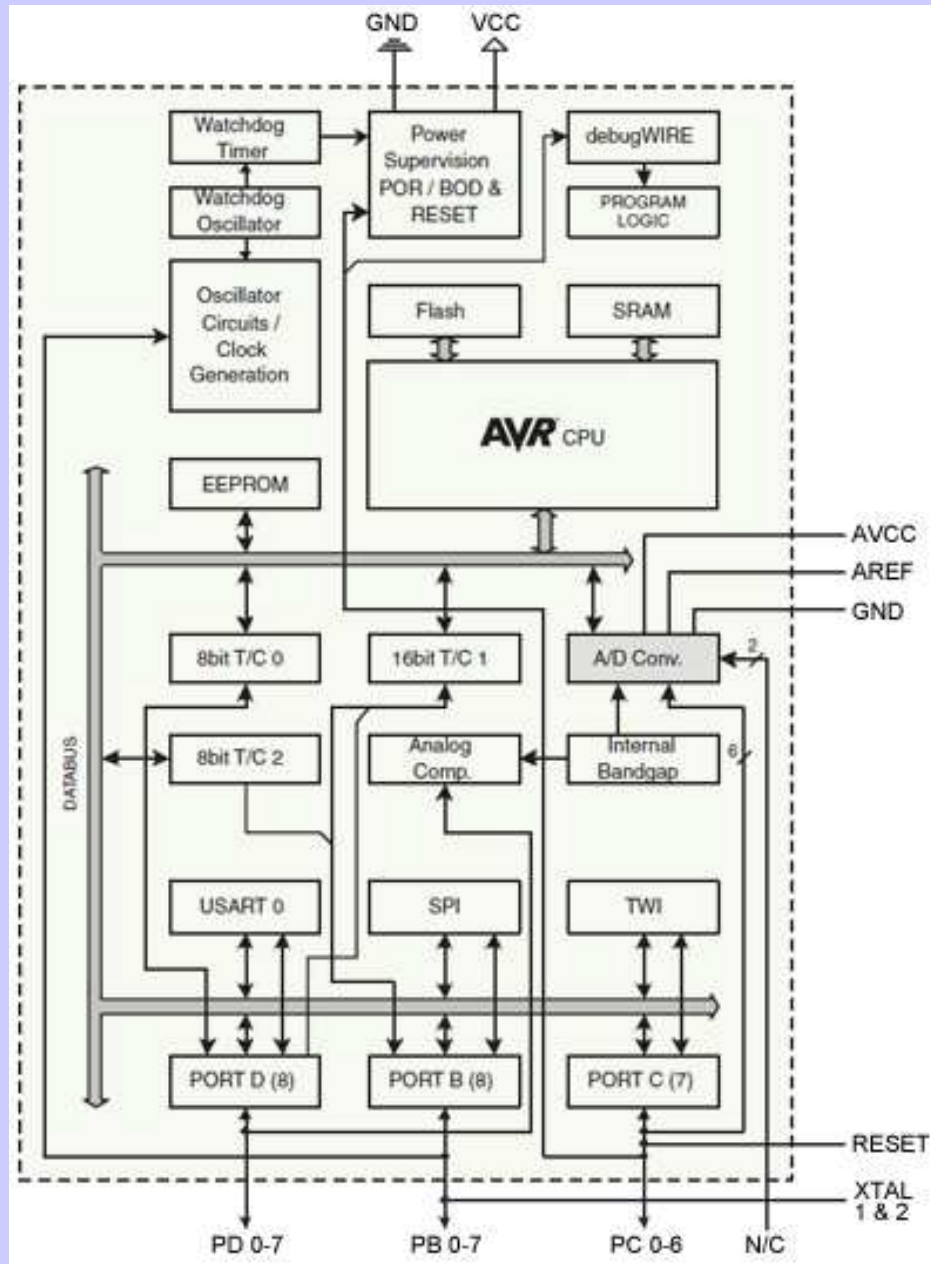 GND VCC
Watchdog
Timer
Power
Supervision
POR / BOD &
RESET
debugWIRE
Watchdog
Oscillator
PROGRAM
LOGIC
Oscillator
Circuits /
Clock
Generation
Flash
SRAM
AVR CPU
EEPROM
AVCC
AREF
GND
2
8bit T/C 0
16bit T/C 1
A/D Conv.
8bit T/C 2
Analog
Comp.
Internal
Bandgap
6
DATABUS
USART 0
SPI
TWI
PORT D (8)
PORT B (8)
PORT C (7)
RESET
XTAL
1 & 2
PD 0-7 PB 0-7 PC 0-6 N/C